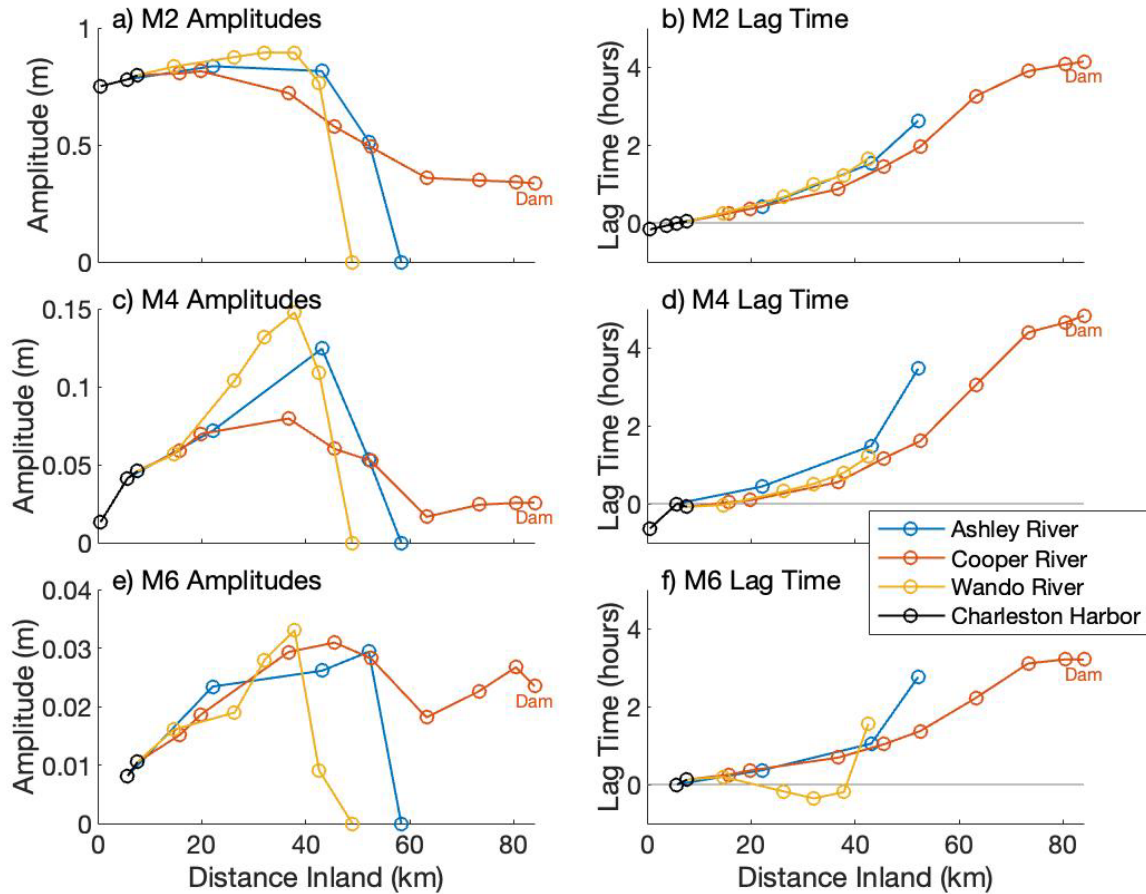 a) M2 Amplitudes
1
0.5
0
Amplitude (m)
Dam
b) M2 Lag Time
4
2
0
Lag Time (hours)
Dam
c) M4 Amplitudes
0.15
0.1
0.05
0
Amplitude (m)
Dam
d) M4 Lag Time
4
2
0
Lag Time (hours)
Dam
Ashley River
Cooper River
Wando River
Charleston Harbor
e) M6 Amplitudes
0.04
0.03
0.02
0.01
0
Amplitude (m)
Dam
0 20 40 60 80
Distance Inland (km)
f) M6 Lag Time
4
2
0
Lag Time (hours)
Dam
0 20 40 60 80
Distance Inland (km)